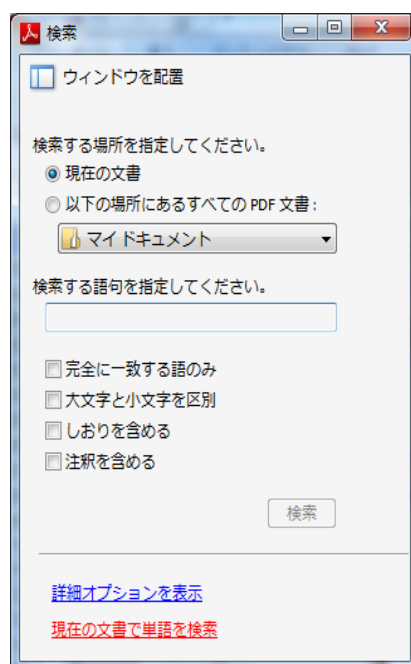 検索
ウィンドウを配置
検索する場所を指定してください。
現在の文書
以下の場所にあるすべての PDF 文書:
マイ ドキュメント
検索する語句を指定してください。
完全に一致する語のみ
大文字と小文字を区別
しおりを含める
注釈を含める
検索
詳細オプションを表示
現在の文書で単語を検索